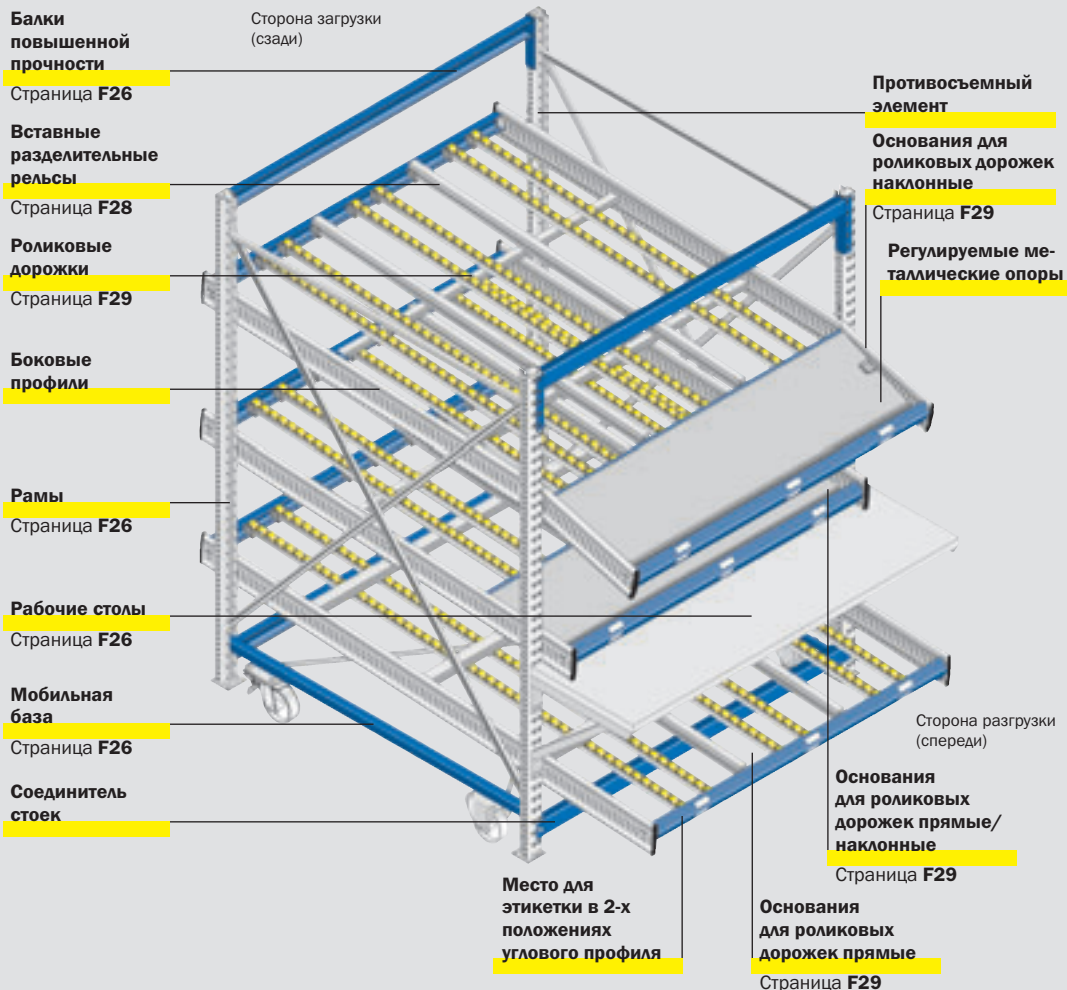 Балки
повышенной
прочности
Страница F26
Сторона загрузки
(сзади)
Вставные
разделительные
рельсы
Страница F28
Роликовые
дорожки
Страница F29
Боковые
профили
Рамы
Страница F26
Рабочие столы
Страница F26
Мобильная
база
Страница F26
Соединитель
стоек
Противосъемный
элемент
Основания для
роликовых дорожек
наклонные
Страница F29
Регулируемые ме-
таллические опоры
Сторона разгрузки
(спереди)
Основания
для роликовых
дорожек прямые/
наклонные
Страница F29
Место для
этикетки в 2-х
положениях
углового профиля
Основания
для роликовых
дорожек прямые
Страница F29